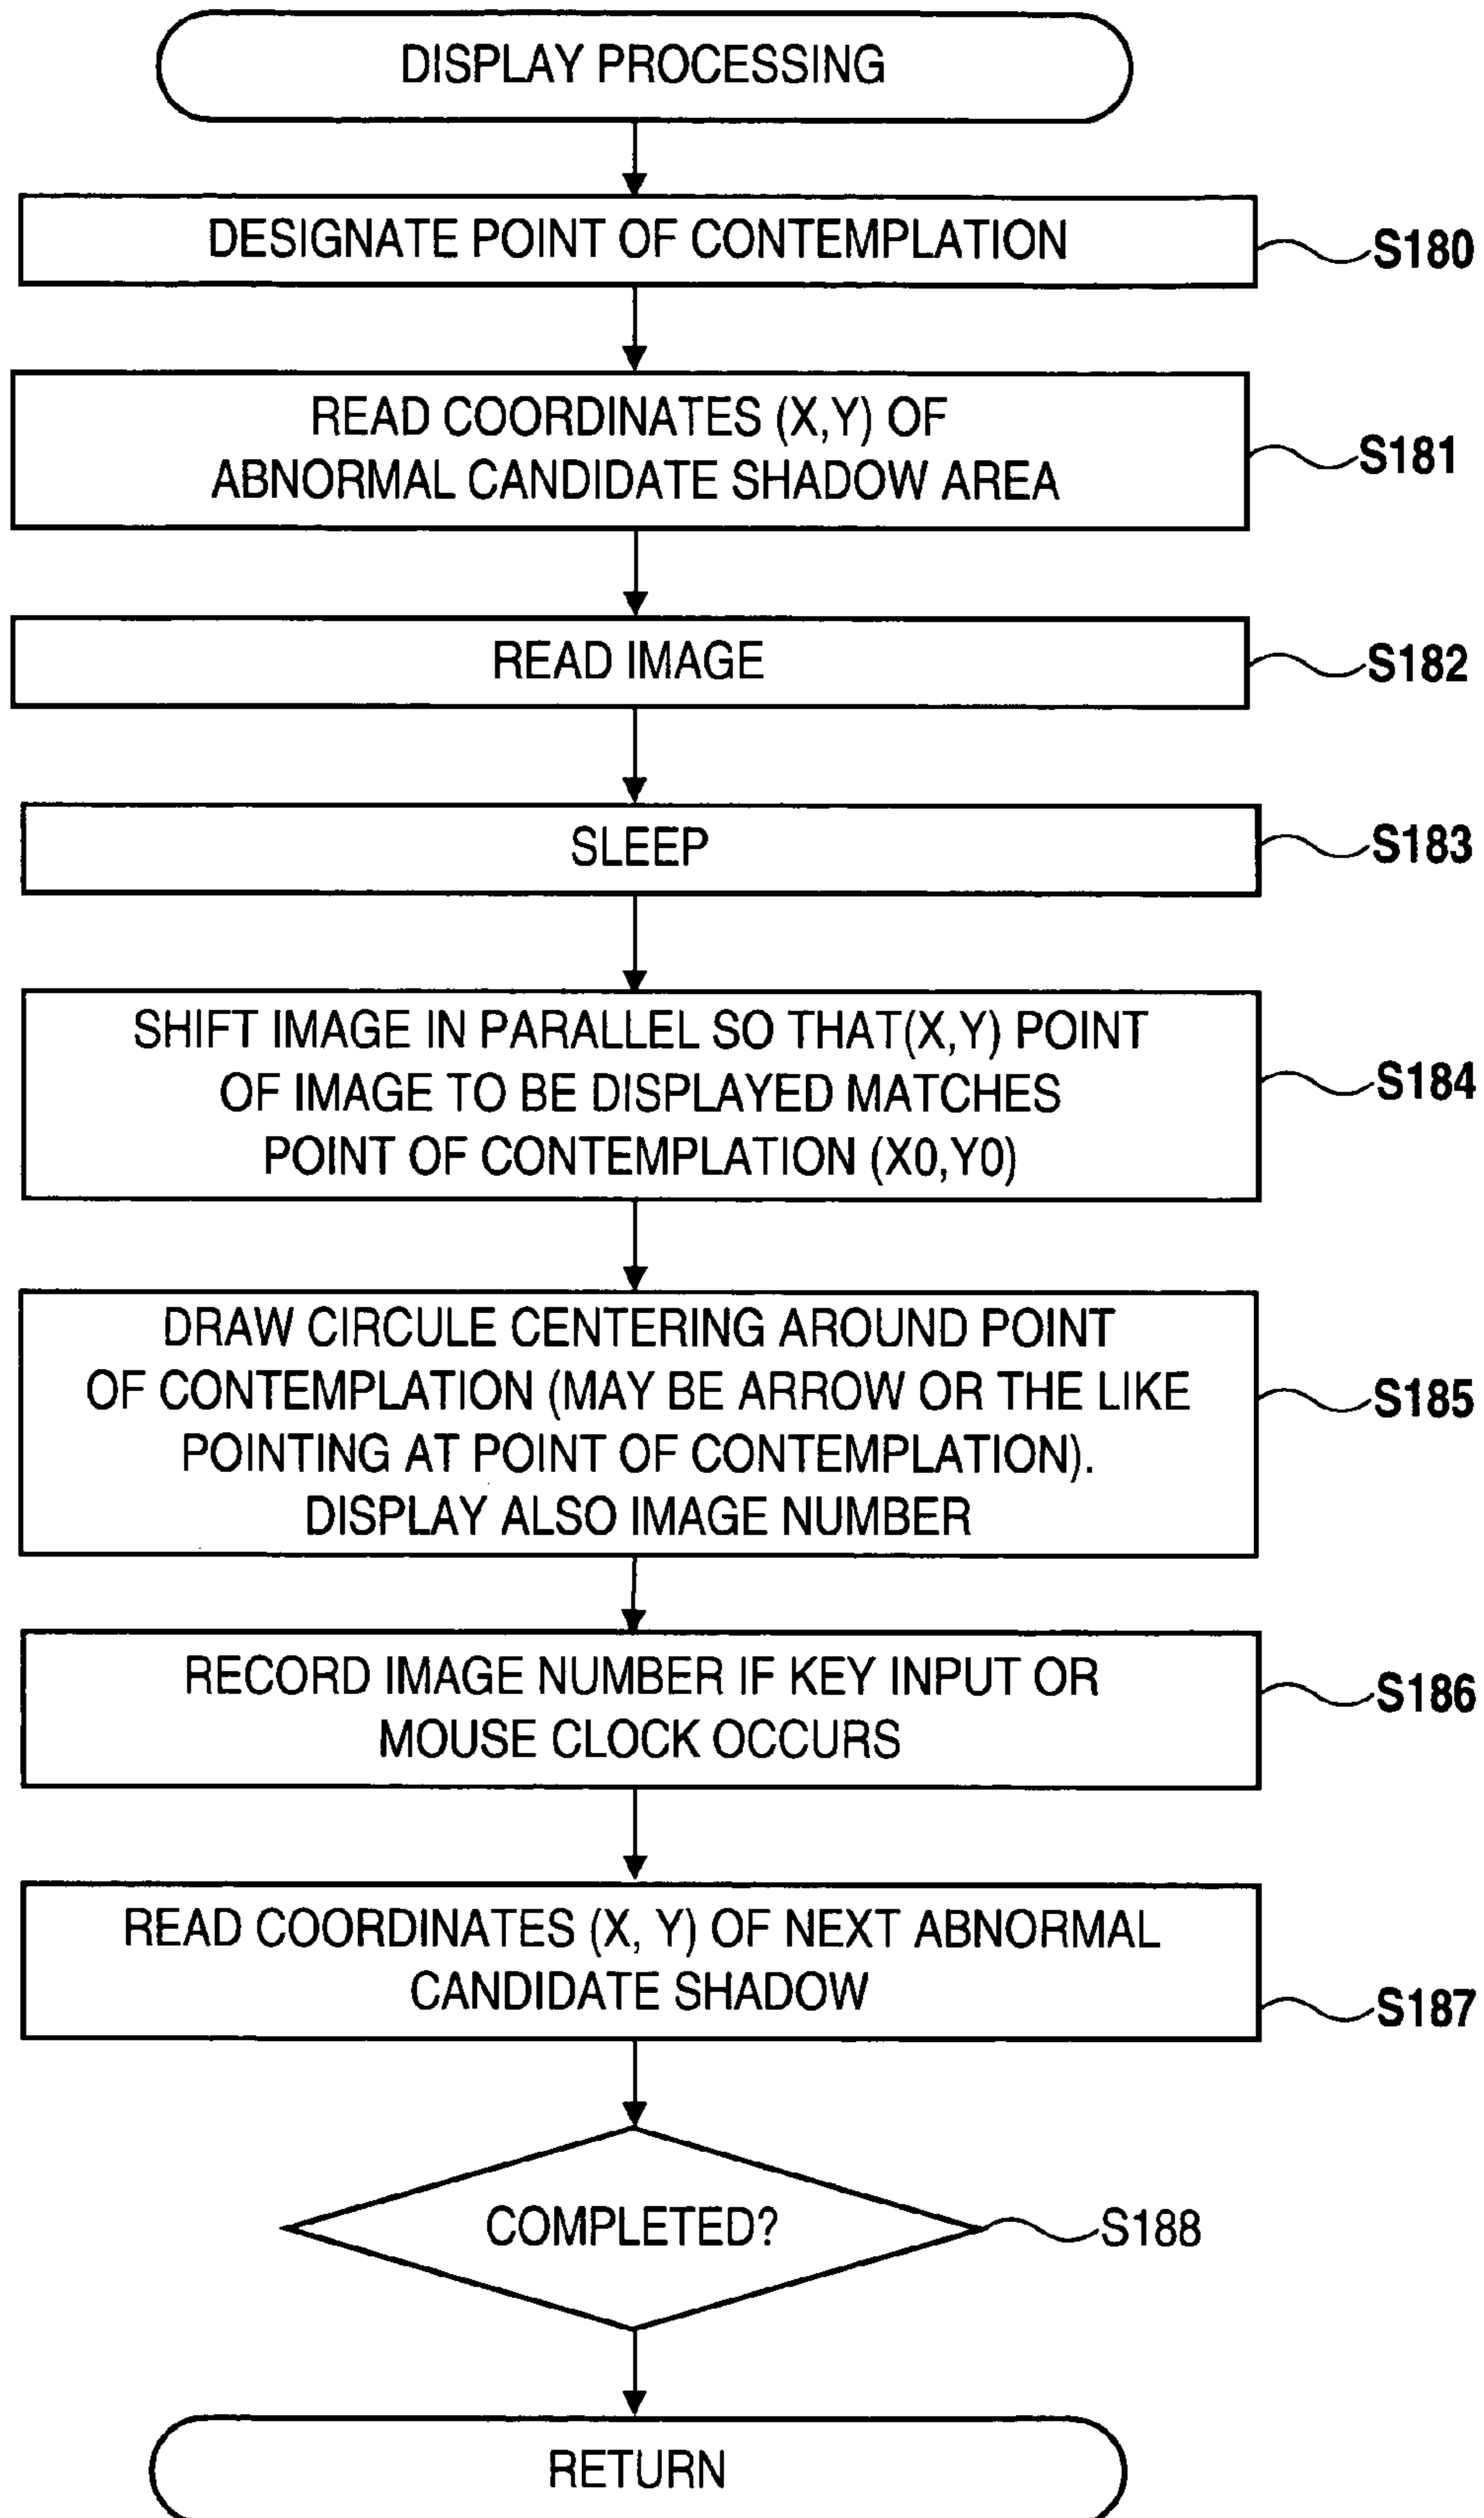 DISPLAY PROCESSING
DESIGNATE POINT OF CONTEMPLATION
S180
READ COORDINATES (X,Y) OF
ABNORMAL CANDIDATE SHADOW AREA
S181
READ IMAGE
S182
SLEEP
S183
SHIFT IMAGE IN PARALLEL SO THAT(X,Y) POINT
OF IMAGE TO BE DISPLAYED MATCHES
POINT OF CONTEMPLATION (X0,Y0)
S184
DRAW CIRCULE CENTERING AROUND POINT
OF CONTEMPLATION (MAY BE ARROW OR THE LIKE
POINTING AT POINT OF CONTEMPLATION).
DISPLAY ALSO IMAGE NUMBER
S185
RECORD IMAGE NUMBER IF KEY INPUT OR
MOUSE CLOCK OCCURS
S186
READ COORDINATES (X, Y) OF NEXT ABNORMAL
CANDIDATE SHADOW
S187
COMPLETED?
S188
RETURN